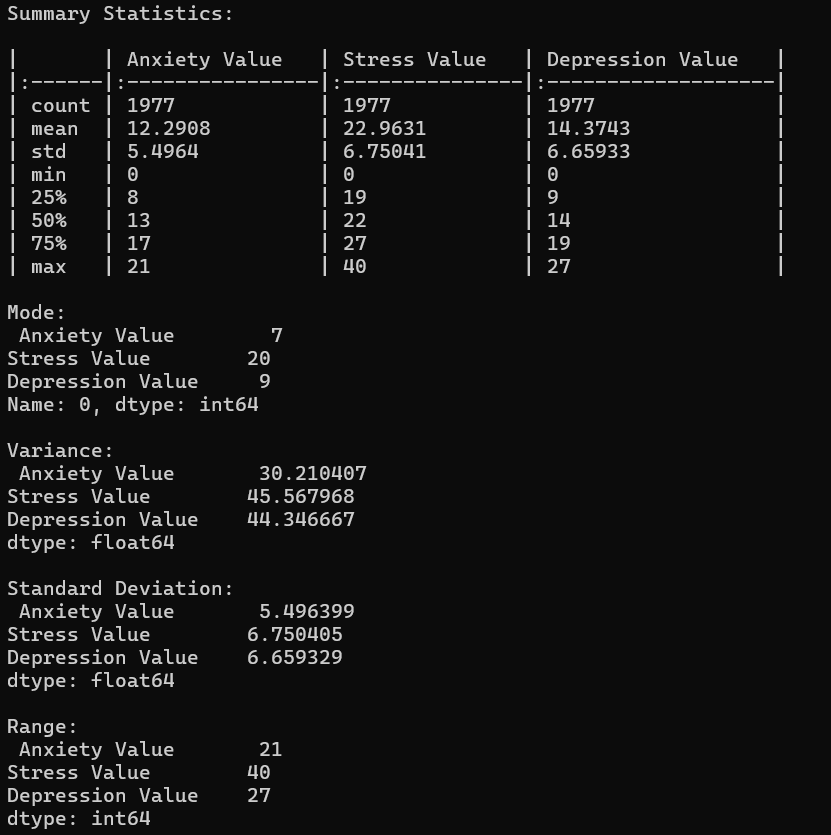 Summary Statistics:
|       | Anxiety Value   | Stress Value   | Depression Value   |
|:------|:----------------|:---------------|:-------------------|
| count | 1977            | 1977           | 1977               |
| mean  | 12.2908         | 22.9631        | 14.3743            |
| std   | 5.4964          | 6.75041        | 6.65933            |
| min   | 0               | 0              | 0                  |
| 25%   | 8               | 19             | 9                  |
| 50%   | 13              | 22             | 14                 |
| 75%   | 17              | 27             | 19                 |
| max   | 21              | 40             | 27                 |
Mode:
 Anxiety Value        7
Stress Value        20
Depression Value     9
Name: 0, dtype: int64
Variance:
 Anxiety Value       30.210407
Stress Value        45.567968
Depression Value    44.346667
dtype: float64
Standard Deviation:
 Anxiety Value       5.496399
Stress Value        6.750405
Depression Value    6.659329
dtype: float64
Range:
 Anxiety Value       21
Stress Value        40
Depression Value    27
dtype: int64